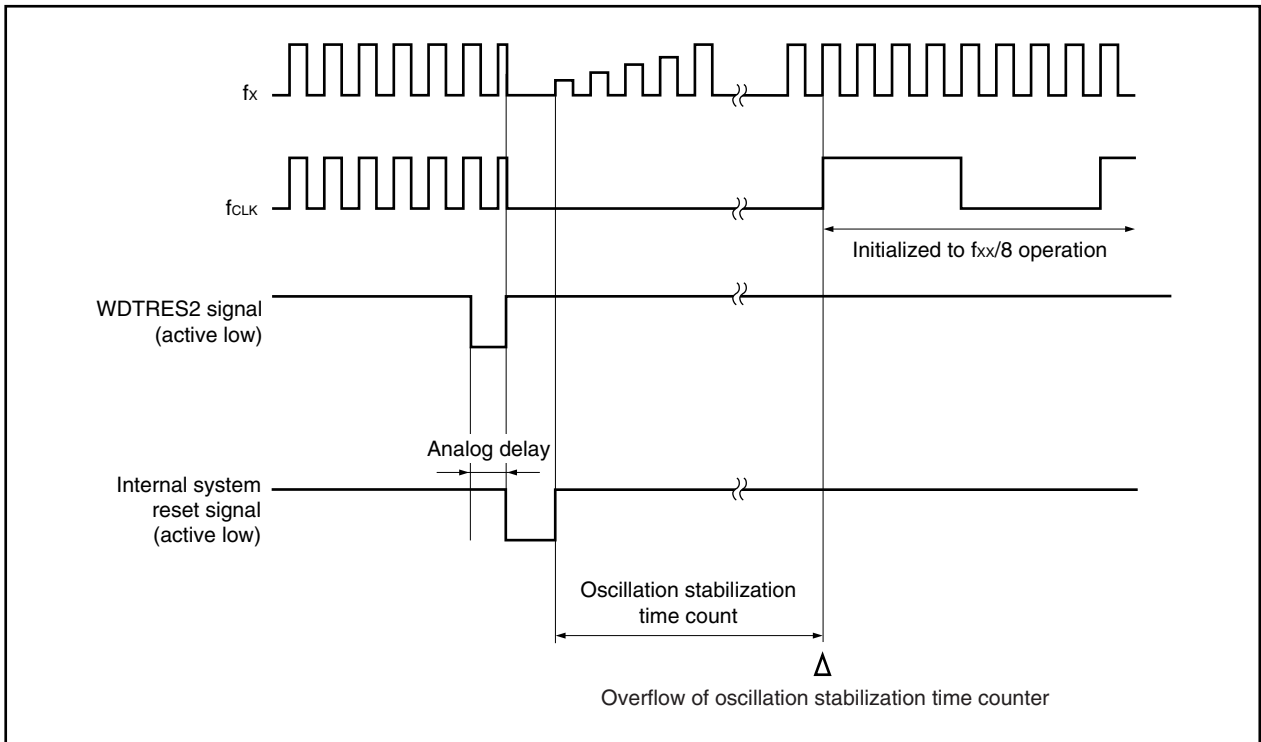 fX
fCLK
Initialized to fXX/8 operation
WDTRES2 signal
(active low)
Analog delay
Internal system
reset signal
(active low)
Oscillation stabilization
time count
Overflow of oscillation stabilization time counter